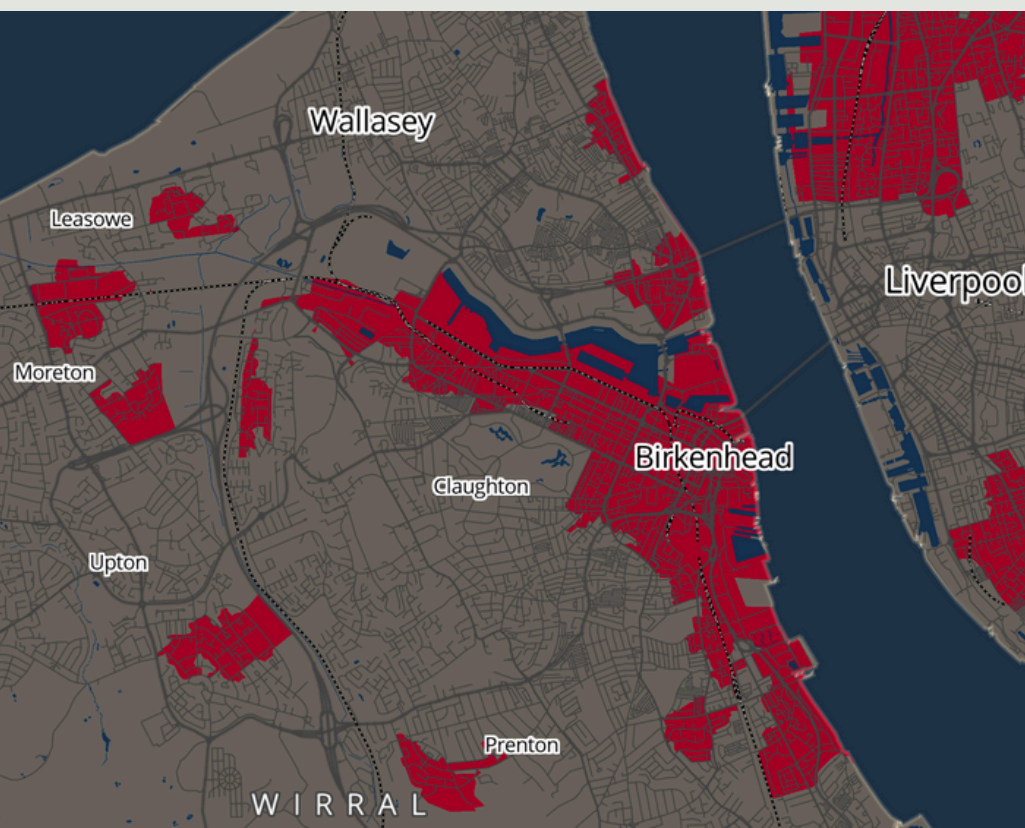 Wallasey
Leasowe
Liverpool
Moreton
Birkenhead
Claughton
Upton
Prenton
WIRRAL